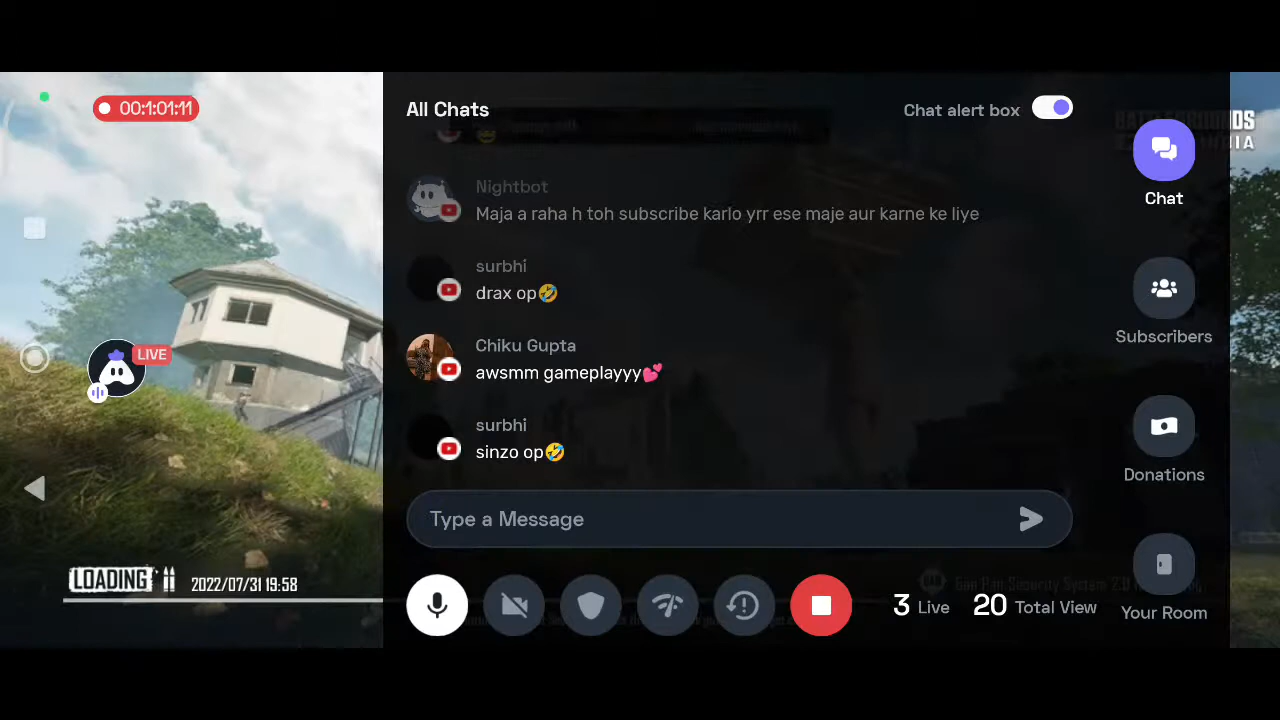 00:1:01:11
All Chats
Chat alert box
Chat
Nightbot
Maja a raha h toh subscribe karlo yrr ese maje aur karne ke liye
surbhi
drax op🤣
LIVE
Chiku Gupta
awsmm gameplayyy💕
Subscribers
surbhi
sinzo op🤣
Donations
Type a Message
LOADING
2022/07/31 19:58
3 Live
20 Total View
Your Room